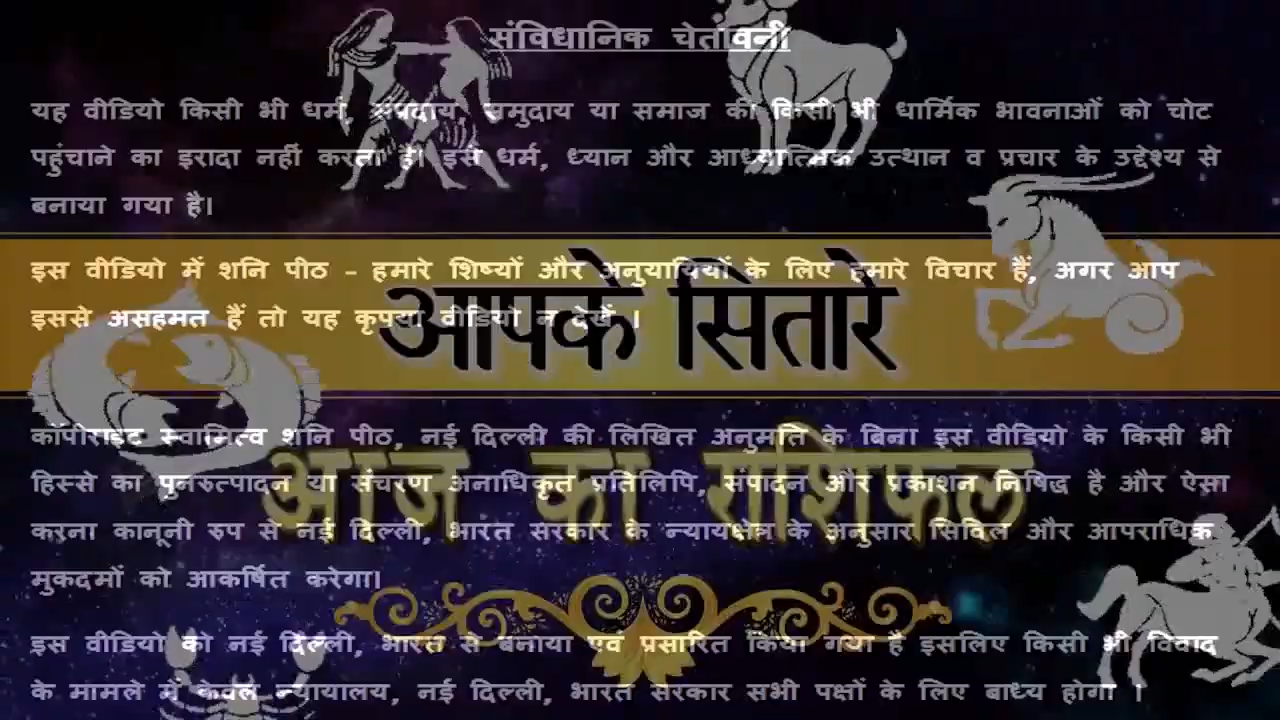 संविधानिक चेतावनी
यह वीडियो किसी भी धर्म, संप्रदाय, समुदाय या समाज की किसी भी धार्मिक भावनाओं को चोट
पहुंचाने का इरादा नहीं करता है। इसे धर्म, ध्यान और आध्यात्मिक उत्थान व प्रचार के उद्देश्य से
बनाया गया है।
इस वीडियो में शनि पीठ - हमारे शिष्यों और अनुयायियों के लिए हमारे विचार हैं, अगर आप
इससे असहमत हैं तो यह कृपया वीडियो न देखें ।
आपके सितारे
कॉपीराइट स्वामित्व शनि पीठ, नई दिल्ली की लिखित अनुमति के बिना इस वीडियो के किसी भी
आज का राशिफल
हिस्से का पुनरुत्पादन या संचरण अनाधिकृत प्रतिलिपि, संपादन और प्रकाशन निषिद्ध है और ऐसा
करना कानूनी रुप से नई दिल्ली, भारत सरकार के न्यायक्षेत्र के अनुसार सिविल और आपराधिक
मुकदमों को आकर्षित करेगा।
इस वीडियो को नई दिल्ली, भारत से बनाया एवं प्रसारित किया गया है इसलिए किसी भी विवाद
के मामले में केवल न्यायालय, नई दिल्ली, भारत सरकार सभी पक्षों के लिए बाध्य होगा ।